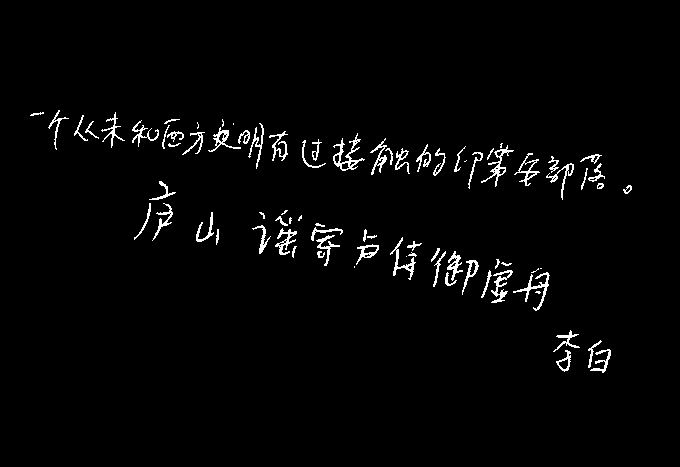 一个从未和西方文明有过接触的印第安部落。
庐山谣寄卢侍御虚舟
李白